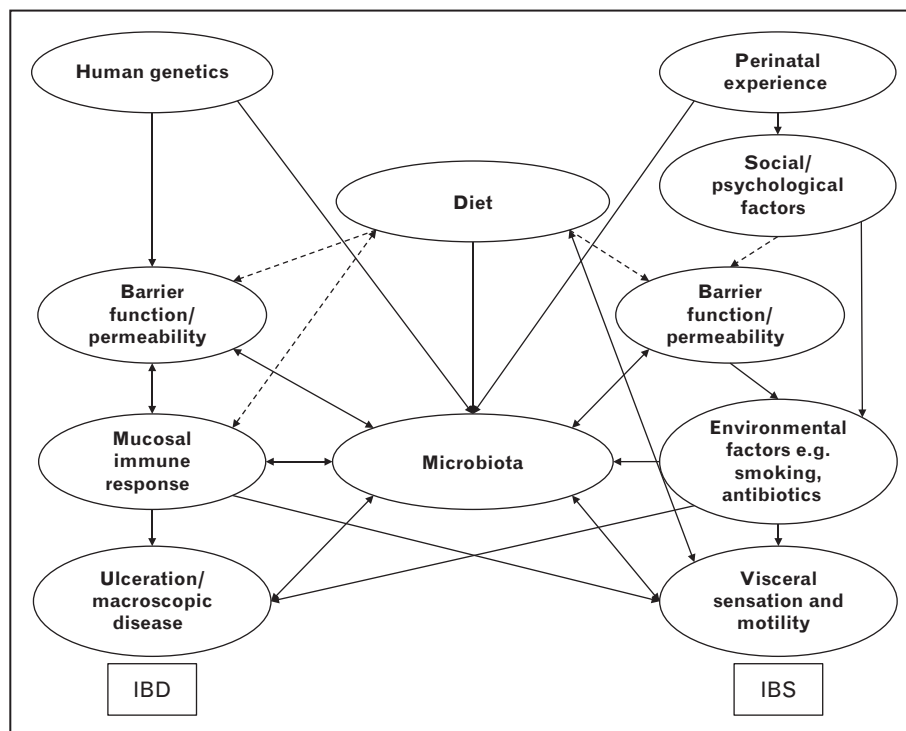 Human genetics
Perinatal
experience
Social/
psychological
factors
Diet
Barrier
function/
permeability
Barrier
function/
permeability
Mucosal
immune
response
Microbiota
Environmental
factors e.g.
smoking,
antibiotics
Ulceration/
macroscopic
disease
Visceral
sensation and
motility
IBD
IBS